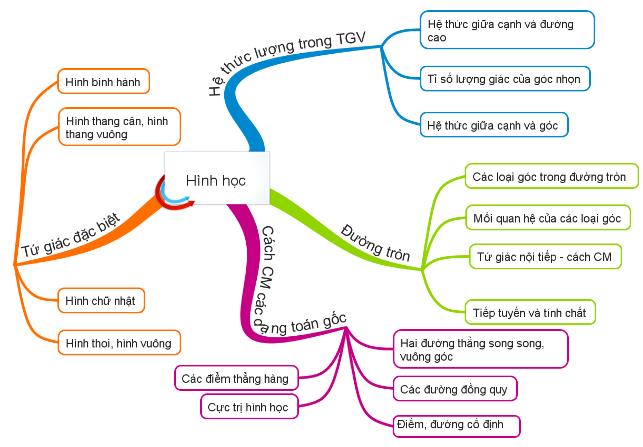 Hình học
Hệ thức lượng trong TGV
Hệ thức giữa cạnh và đường
cao
Tỉ số lượng giác của góc nhọn
Hệ thức giữa cạnh và góc
Đường tròn
Các loại góc trong đường tròn
Mối quan hệ của các loại góc
Tứ giác nội tiếp - cách CM
Tiếp tuyến và tính chất
Cách CM các dạng toán gốc
Hai đường thẳng song song,
vuông góc
Các đường đồng quy
Điểm, đường cố định
Các điểm thẳng hàng
Cực trị hình học
Tứ giác đặc biệt
Hình bình hành
Hình thang cân, hình
thang vuông
Hình chữ nhật
Hình thoi, hình vuông